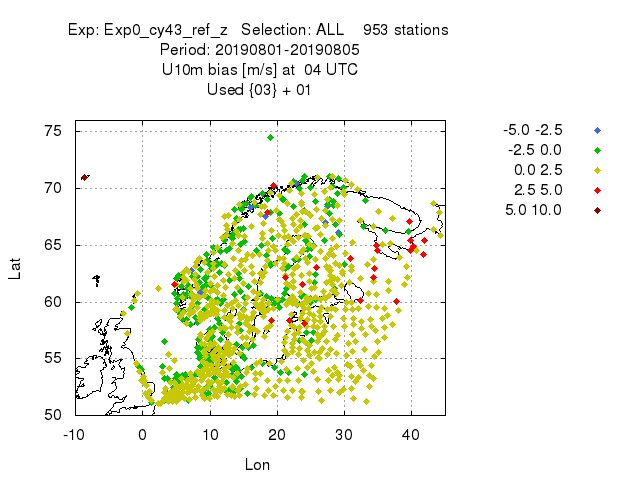 Exp: Exp0_cy43_ref_z   Selection: ALL    953 stations
Period: 20190801-20190805
U10m bias [m/s] at  04 UTC
Used {03} + 01
-5.0 -2.5
-2.5 0.0
0.0 2.5
2.5 5.0
5.0 10.0
75
70
65
60
55
50
Lat
-10 0 10 20 30 40
Lon